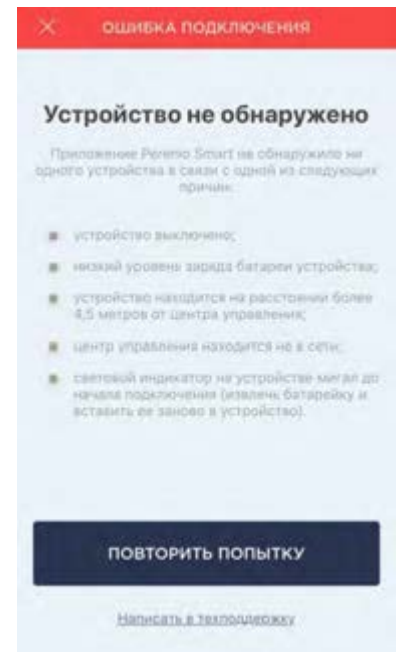 ОШИБКА ПОДКЛЮЧЕНИЯ
Устройство не обнаружено
Приложение Perenio Smart не обнаружило ни
одного устройства в связи с одной из следующих
причин:
устройство выключено;
низкий уровень заряда батареи устройства;
устройство находится на расстоянии более
4,5 метров от центра управления;
центр управления находится не в сети;
световой индикатор на устройстве мигал до
начала подключения (извлечь батарейку и
вставить ее заново в устройство).
ПОВТОРИТЬ ПОПЫТКУ
Написать в техподдержку